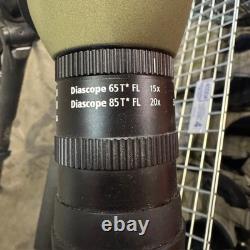 Diascope 65 T* FL 15x
Diascope 85 T* FL 20x